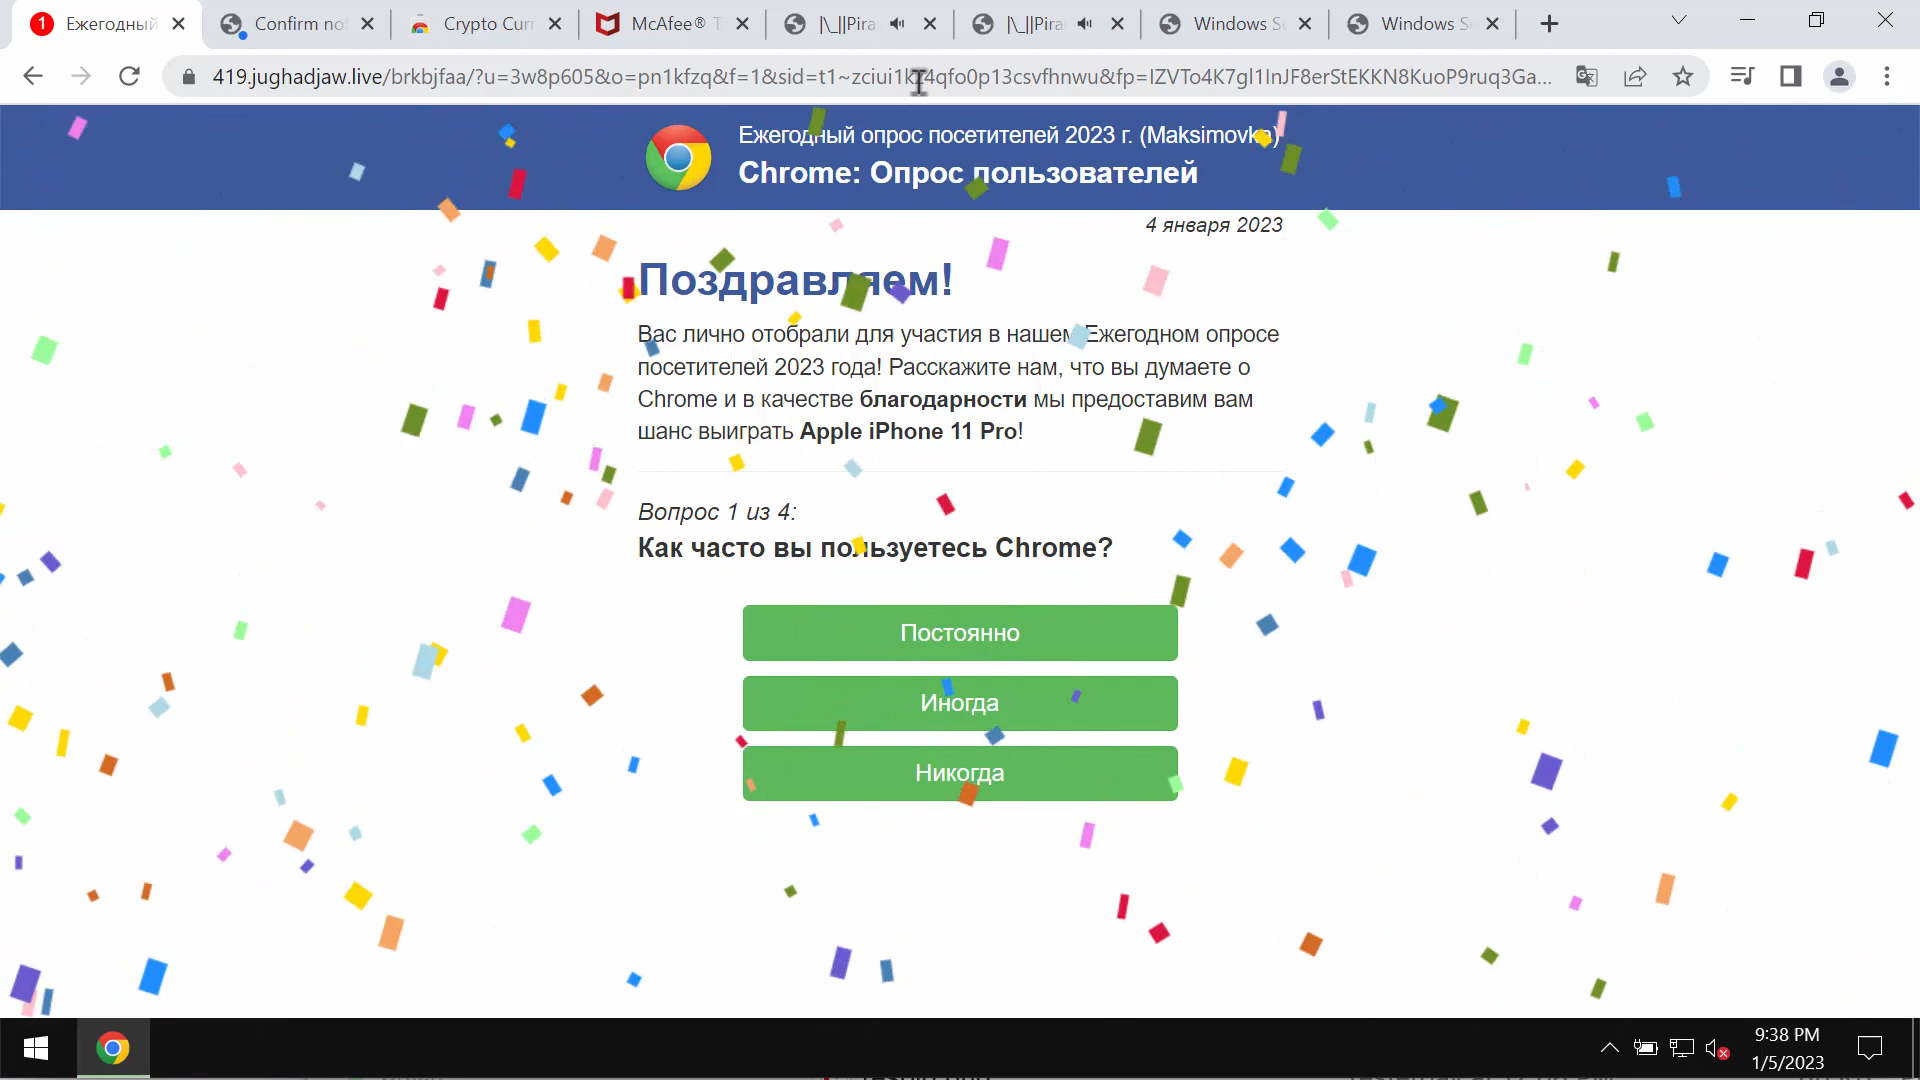 1 Ежегодный
Confirm no
Crypto Cur
McAfee®
|\_||Pira
|\_||Pira
Windows S
Windows S
419.jughadjaw.live/brkbjfaa/?u=3w8p605&o=pn1kfzq&f=1&sid=t1~zciui1kz4qfo0p13csvfhnwu&fp=IZVTo4K7gl1InJF8erStEKKN8KuoP9ruq3Ga...
Ежегодный опрос посетителей 2023 г. (Maksimovka)
Chrome: Опрос пользователей
4 января 2023
Поздравляем!
Вас лично отобрали для участия в нашем Ежегодном опросе
посетителей 2023 года! Расскажите нам, что вы думаете о
Chrome и в качестве благодарности мы предоставим вам
шанс выиграть Apple iPhone 11 Pro!
Вопрос 1 из 4:
Как часто вы пользуетесь Chrome?
Постоянно
Иногда
Никогда
9:38 PM
1/5/2023